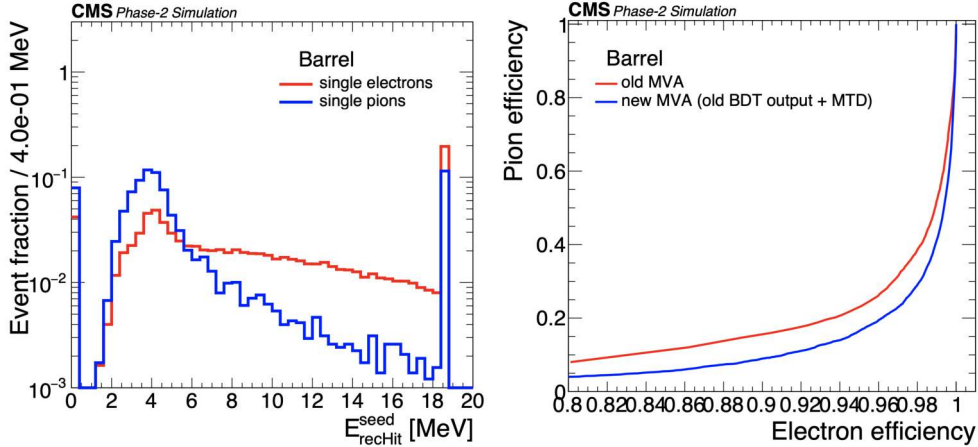 CMS Phase-2 Simulation
Event fraction / 4.0e-01 MeV
1
10⁻¹
10⁻²
10⁻³
Barrel
single electrons
single pions
0 2 4 6 8 10 12 14 16 18 20
E^seed_recHit [MeV]
CMS Phase-2 Simulation
Pion efficiency
1
0.8
0.6
0.4
0.2
0
Barrel
old MVA
new MVA (old BDT output + MTD)
0.8 0.82 0.84 0.86 0.88 0.9 0.92 0.94 0.96 0.98 1
Electron efficiency